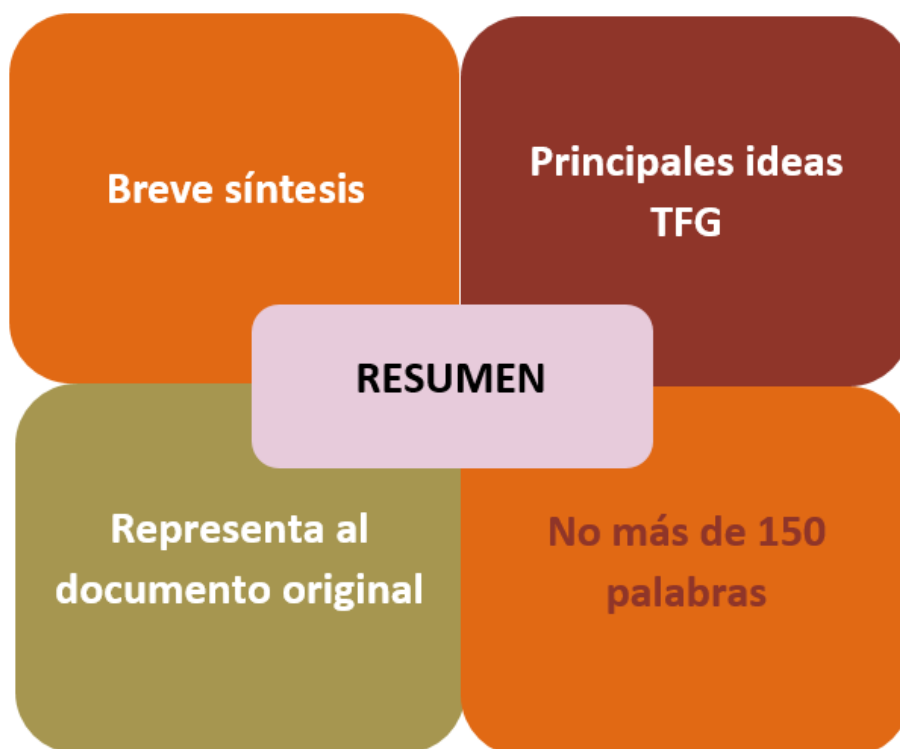 Breve síntesis
Principales ideas
TFG
RESUMEN
Representa al
documento original
No más de 150
palabras